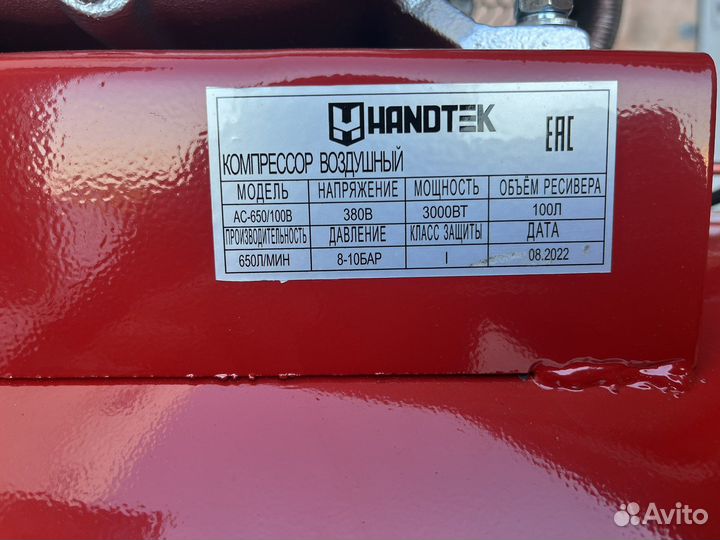 HANDTEK
EAC
КОМПРЕССОР ВОЗДУШНЫЙ
МОДЕЛЬ НАПРЯЖЕНИЕ МОЩНОСТЬ ОБЪЁМ РЕСИВЕРА
AC-650/100B 380В 3000ВТ 100Л
ПРОИЗВОДИТЕЛЬНОСТЬ ДАВЛЕНИЕ КЛАСС ЗАЩИТЫ ДАТА
650Л/МИН 8-10БАР I 08.2022
Avito